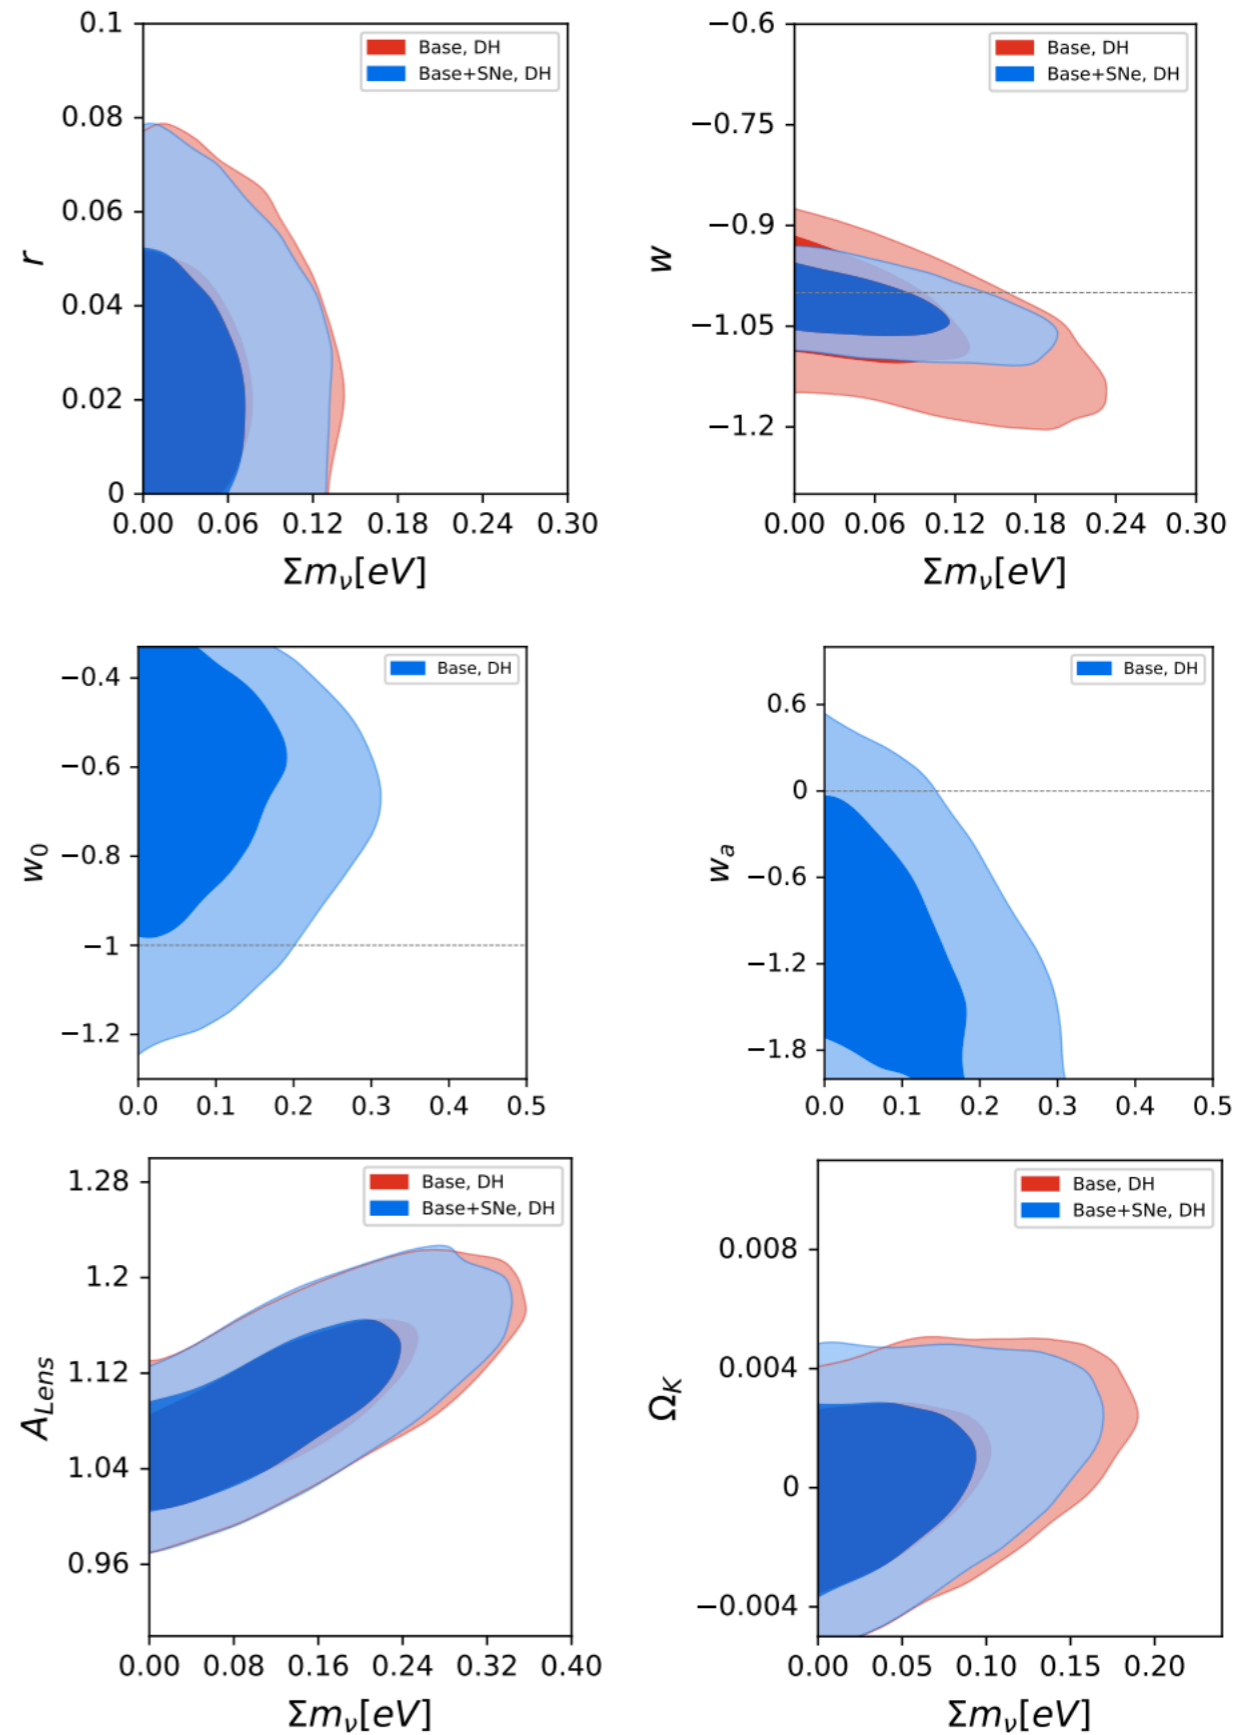 0.1
0.08
0.06
0.04
0.02
0
r
Base, DH
Base+SNe, DH
0.00 0.06 0.12 0.18 0.24 0.30
Σmν[eV]
−0.6
−0.75
−0.9
−1.05
−1.2
w
Base, DH
Base+SNe, DH
0.00 0.06 0.12 0.18 0.24 0.30
Σmν[eV]
−0.4
−0.6
−0.8
−1
−1.2
w0
Base, DH
0.0 0.1 0.2 0.3 0.4 0.5
0.6
0
−0.6
−1.2
−1.8
wa
Base, DH
0.0 0.1 0.2 0.3 0.4 0.5
1.28
1.2
1.12
1.04
0.96
ALens
Base, DH
Base+SNe, DH
0.00 0.08 0.16 0.24 0.32 0.40
Σmν[eV]
0.008
0.004
0
−0.004
ΩK
Base, DH
Base+SNe, DH
0.00 0.05 0.10 0.15 0.20
Σmν[eV]